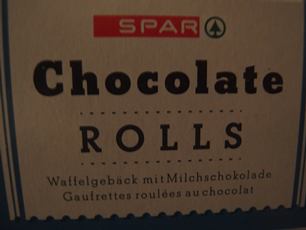 SPAR
Chocolate
ROLLS
Waffelgebäck mit Milchschokolade
Gaufrettes roulées au chocolat